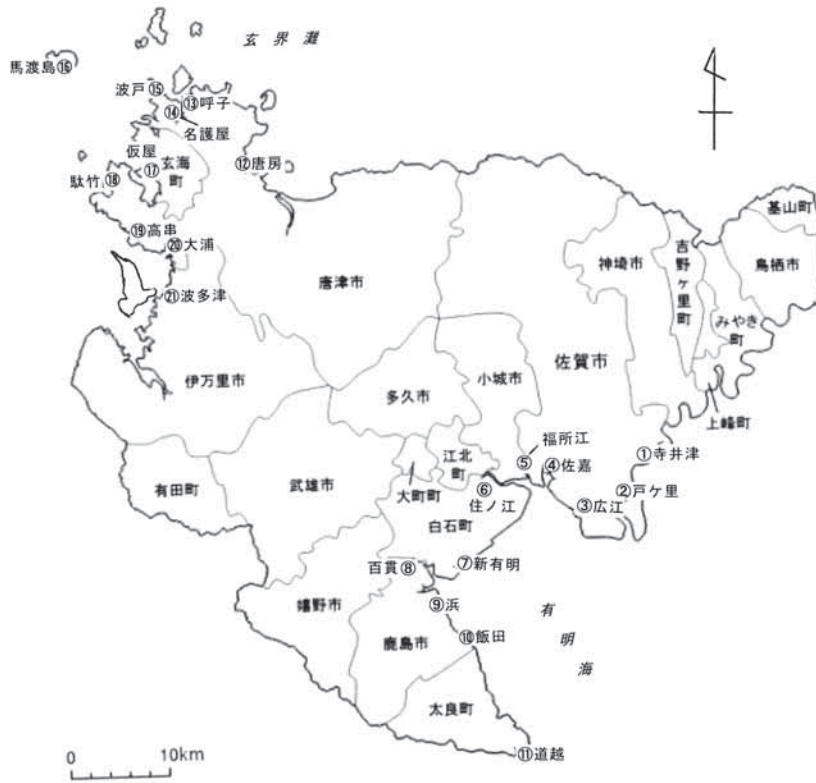 玄界灘
馬渡島⑯
波戸⑮
⑬呼子
⑭
名護屋
仮屋
⑰
玄海
町
駄竹⑱
⑫唐房
⑲高串
⑳大浦
㉑波多津
唐津市
伊万里市
有田町
武雄市
多久市
小城市
江北
町
大町町
白石町
佐賀市
神埼市
吉野ヶ里町
みやき
町
上峰町
基山町
鳥栖市
①寺井津
②戸ケ里
③広江
④佐嘉
福所江
⑤
⑥
住ノ江
⑦新有明
百貫⑧
⑨浜
⑩飯田
⑪道越
嬉野市
鹿島市
太良町
有明海
0 10km